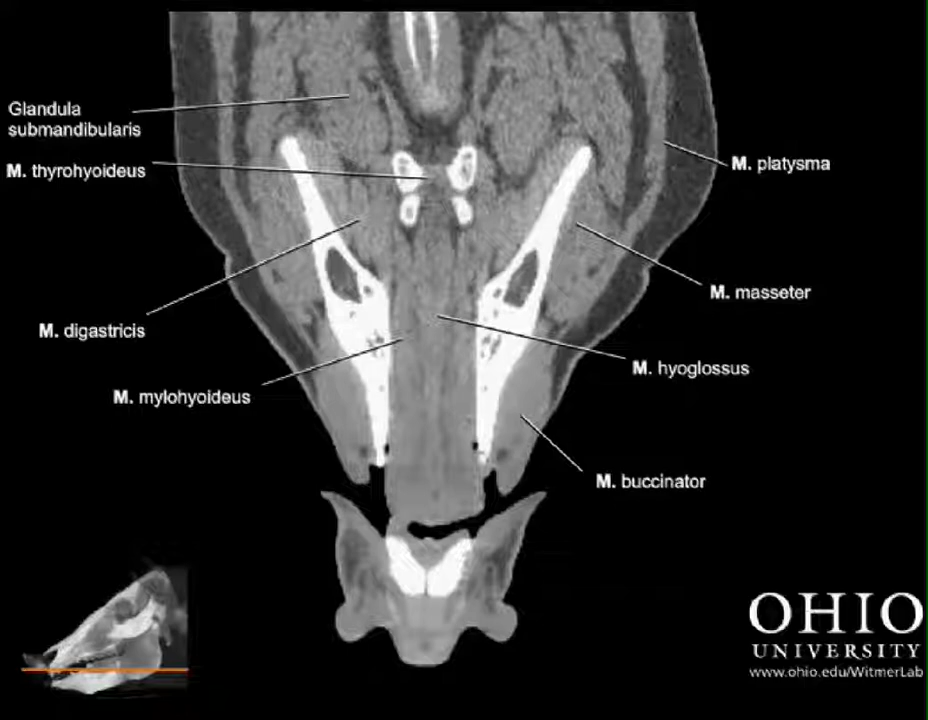 Glandula
submandibularis
M. thyrohyoideus
M. platysma
M. masseter
M. digastricis
M. hyoglossus
M. mylohyoideus
M. buccinator
OHIO
UNIVERSITY
www.ohio.edu/WitmerLab